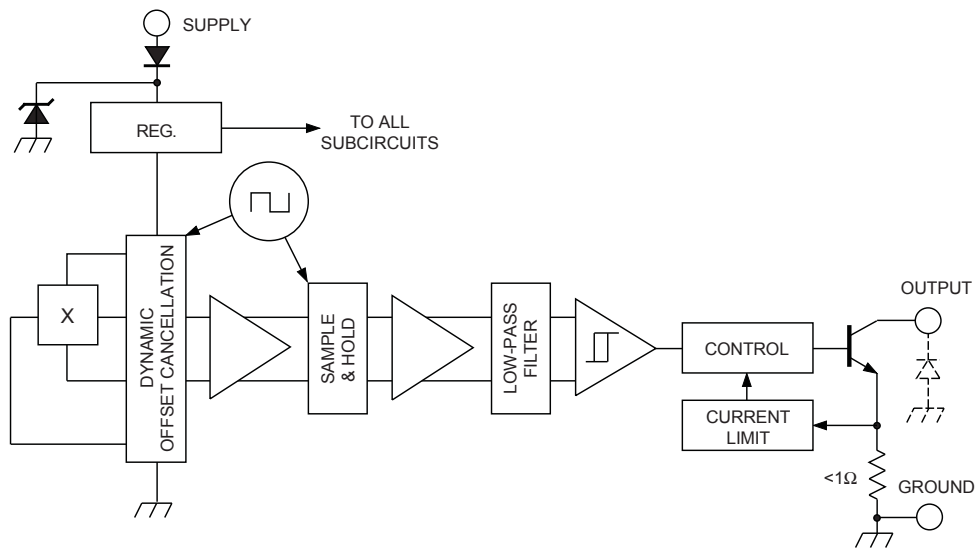 SUPPLY
REG.
TO ALL
SUBCIRCUITS
X
DYNAMIC
OFFSET CANCELLATION
SAMPLE
& HOLD
LOW-PASS
FILTER
CONTROL
CURRENT
LIMIT
OUTPUT
<1Ω
GROUND